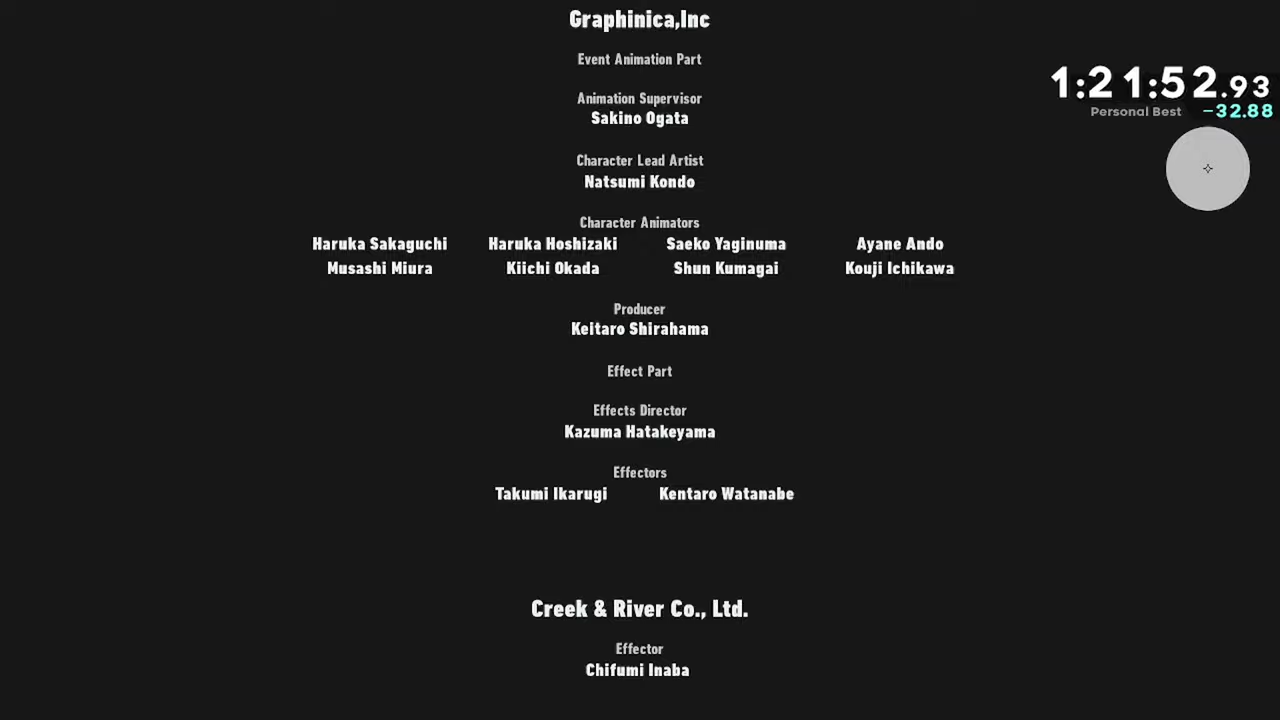 Graphinica,Inc
Event Animation Part
1:21:52.93
Personal Best -32.88
Animation Supervisor
Sakino Ogata
Character Lead Artist
Natsumi Kondo
Character Animators
Haruka Sakaguchi Haruka Hoshizaki Saeko Yaginuma Ayane Ando
Musashi Miura Kiichi Okada Shun Kumagai Kouji Ichikawa
Producer
Keitaro Shirahama
Effect Part
Effects Director
Kazuma Hatakeyama
Effectors
Takumi Ikarugi Kentaro Watanabe
Creek & River Co., Ltd.
Effector
Chifumi Inaba